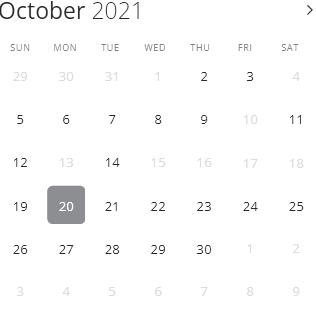 October 2021
SUN MON TUE WED THU FRI SAT
29 30 31 1 2 3 4
5 6 7 8 9 10 11
12 13 14 15 16 17 18
19 20 21 22 23 24 25
26 27 28 29 30 1 2
3 4 5 6 7 8 9